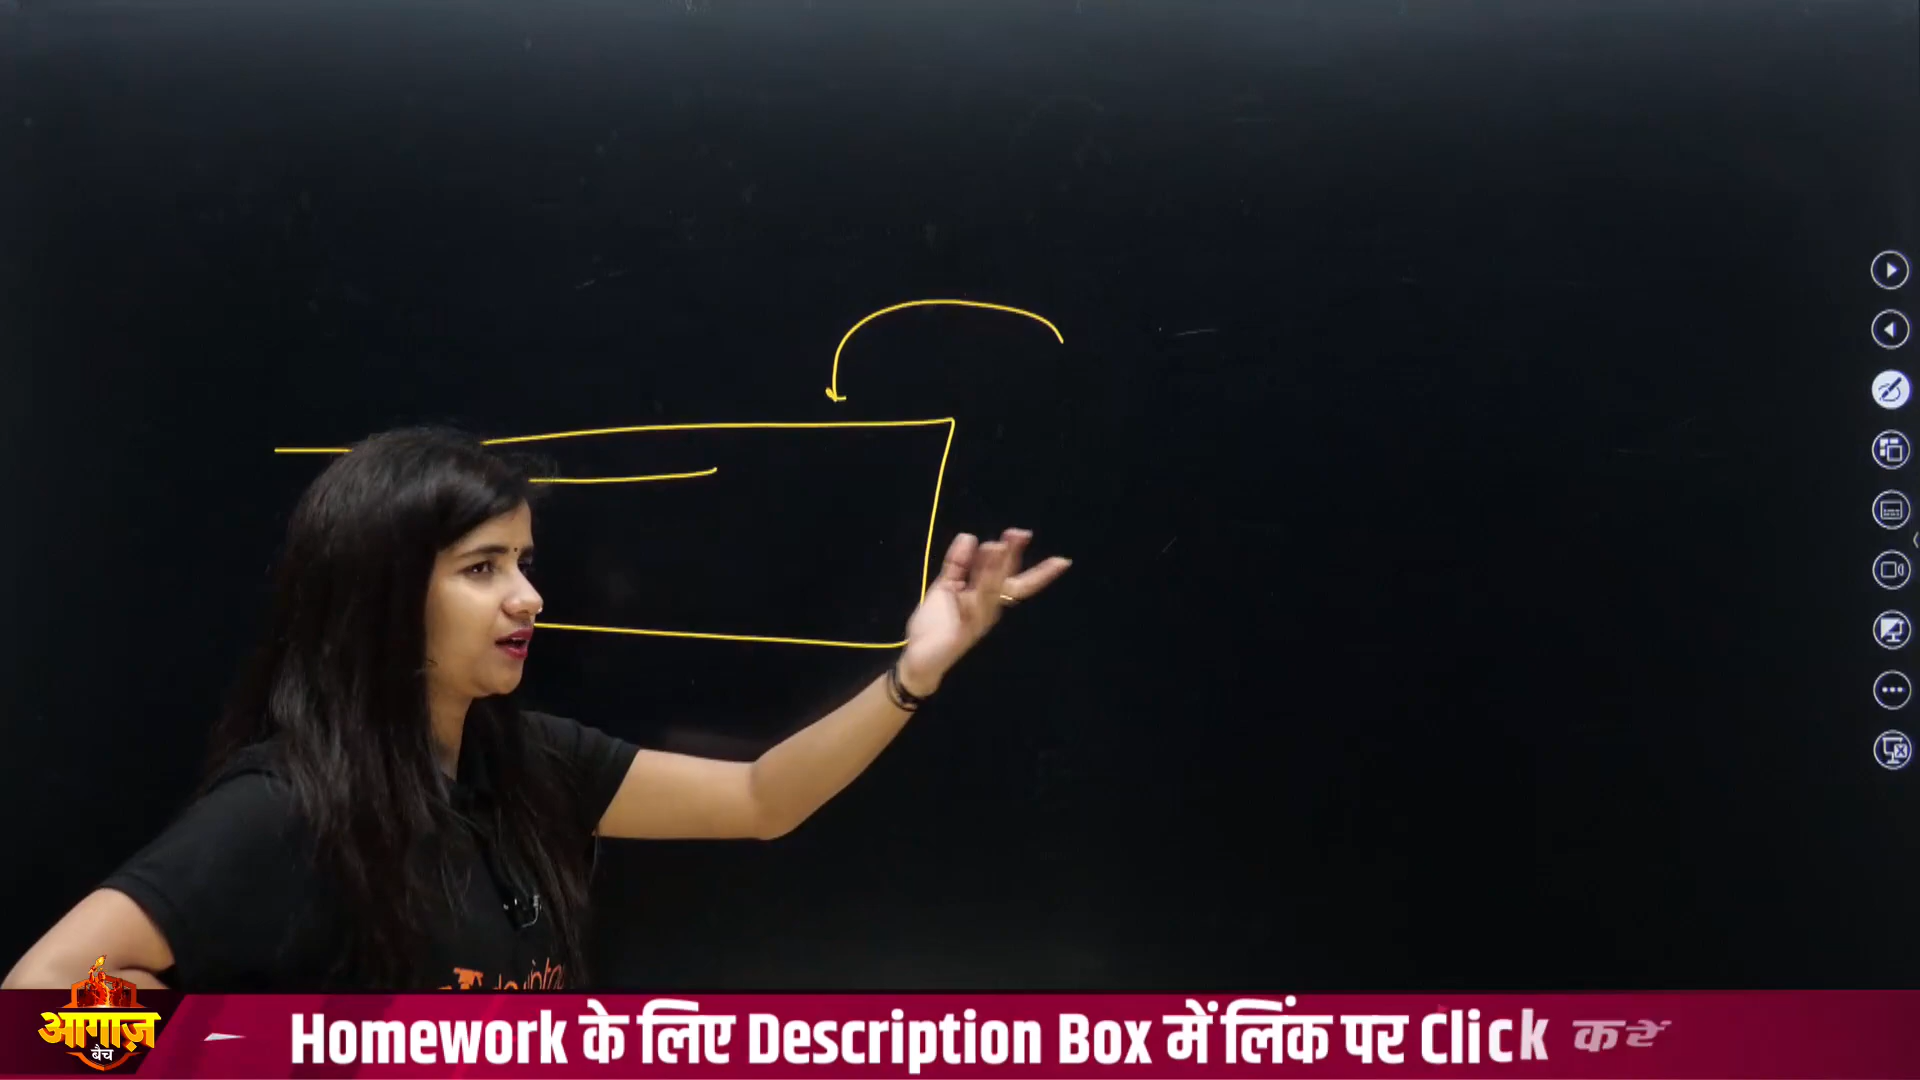 Homework के लिए Description Box में लिंक पर Click करें
आगाज़
बैच